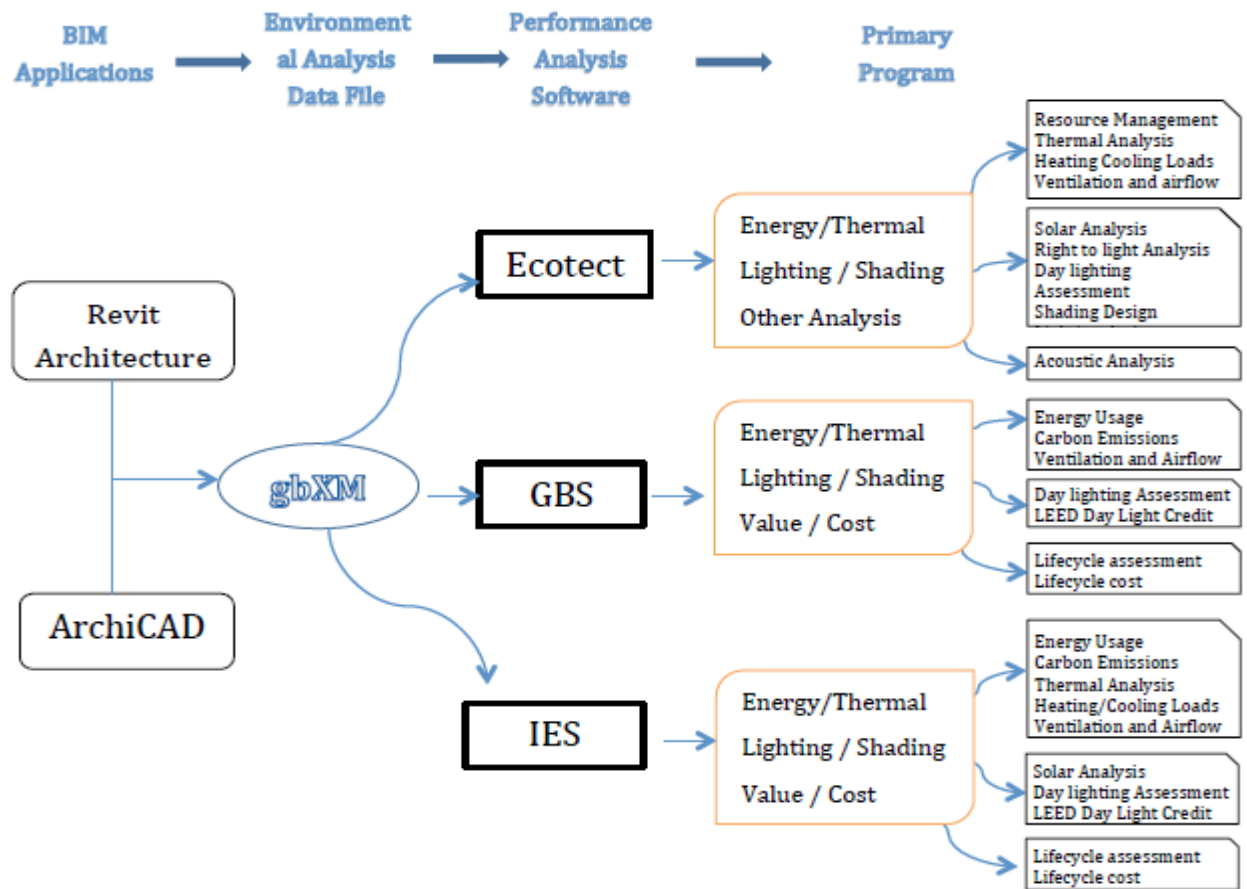 BIM
Applications
Environment
al Analysis
Data File
Performance
Analysis
Software
Primary
Program
Revit
Architecture
ArchiCAD
gbXM
Ecotect
GBS
IES
Energy/Thermal
Lighting / Shading
Other Analysis
Resource Management
Thermal Analysis
Heating Cooling Loads
Ventilation and airflow
Solar Analysis
Right to light Analysis
Day lighting
Assessment
Shading Design
Acoustic Analysis
Energy/Thermal
Lighting / Shading
Value / Cost
Energy Usage
Carbon Emissions
Ventilation and Airflow
Day lighting Assessment
LEED Day Light Credit
Lifecycle assessment
Lifecycle cost
Energy/Thermal
Lighting / Shading
Value / Cost
Energy Usage
Carbon Emissions
Thermal Analysis
Heating/Cooling Loads
Ventilation and Airflow
Solar Analysis
Day lighting Assessment
LEED Day Light Credit
Lifecycle assessment
Lifecycle cost